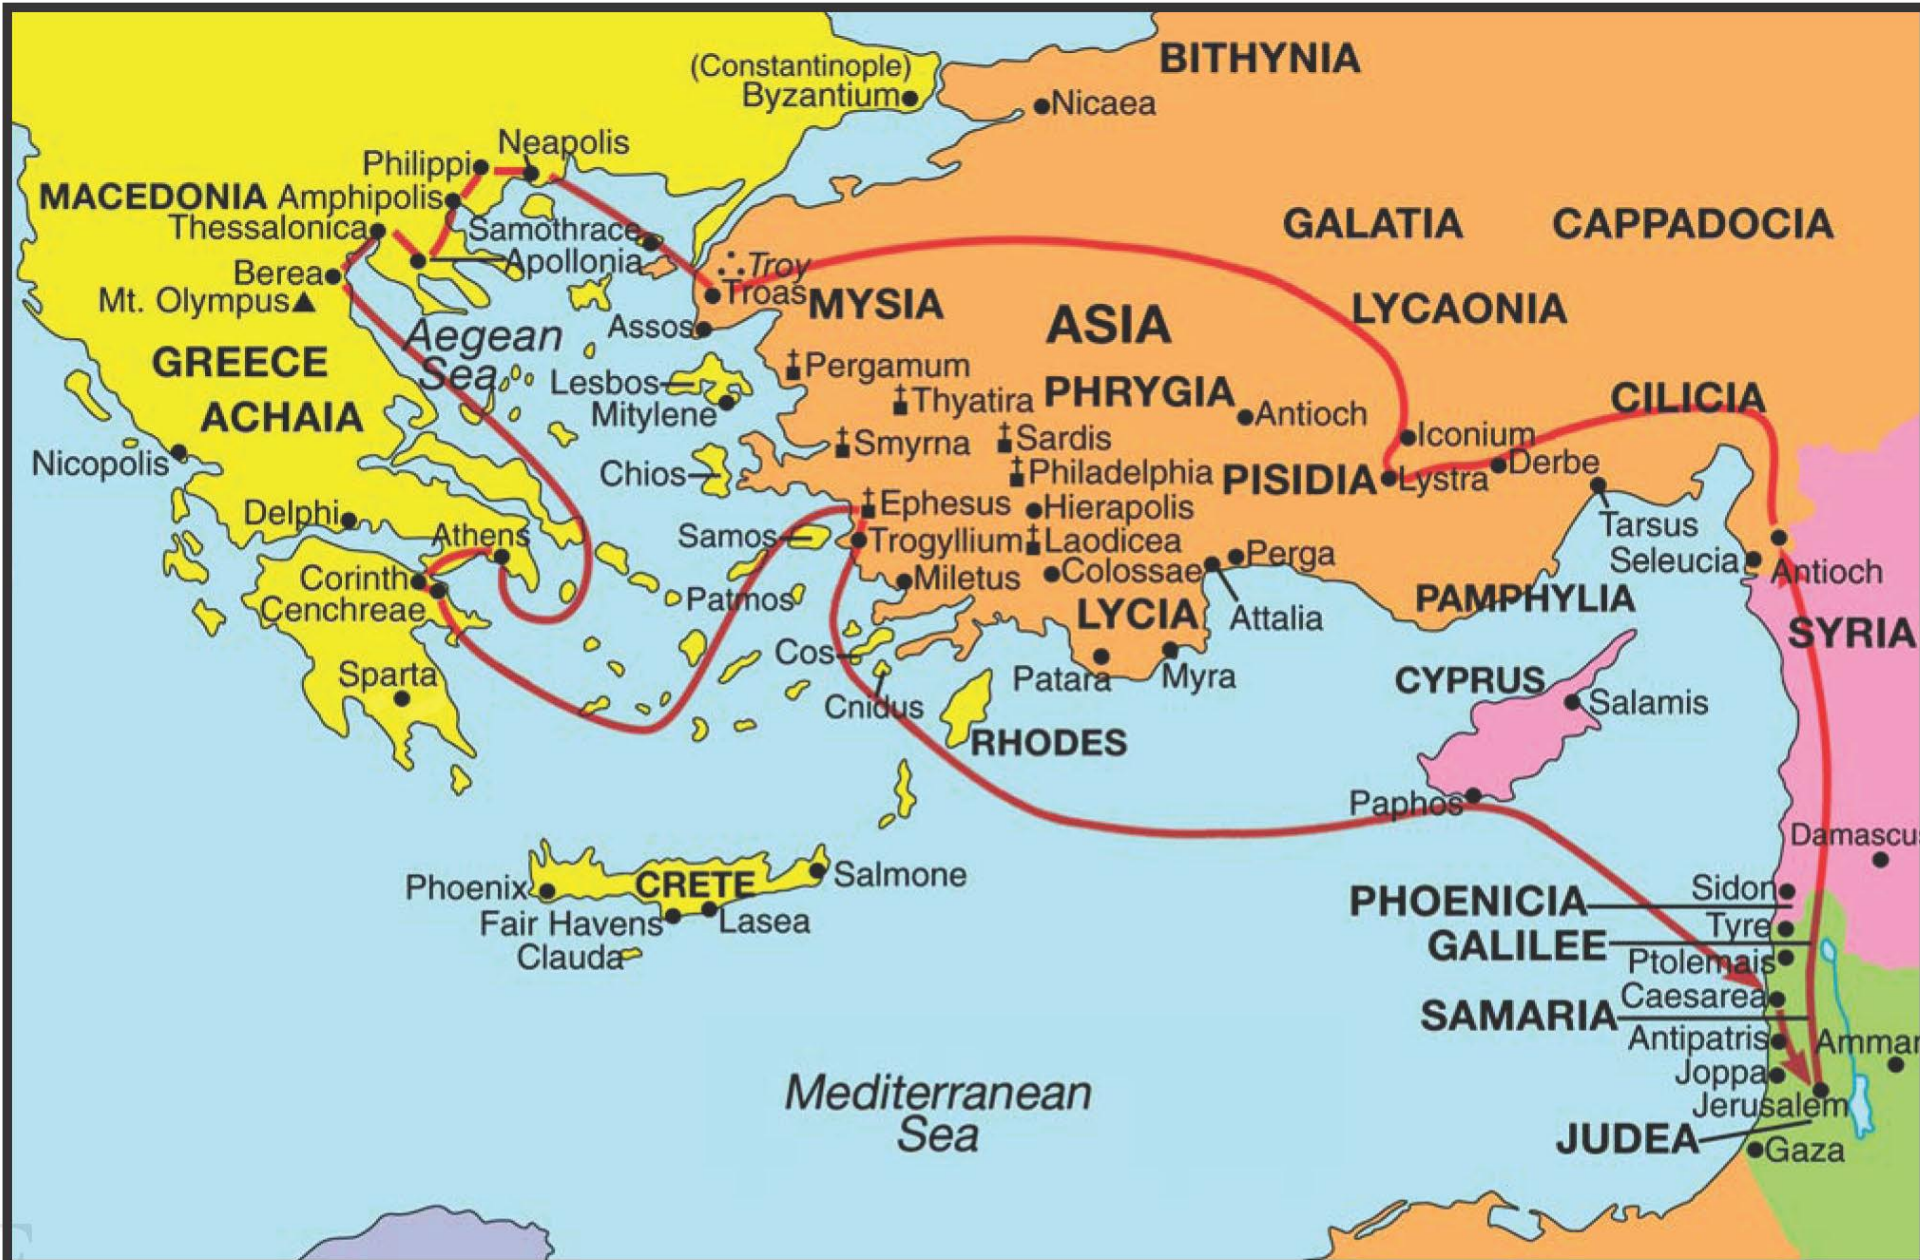 BITHYNIA
(Constantinople)
Byzantium
Nicaea
Neapolis
Philippi
MACEDONIA Amphipolis
Thessalonica
Samothrace
GALATIA
CAPPADOCIA
Apollonia
Berea
Troy
Mt. Olympus
Troas
MYSIA
LYCAONIA
Aegean
Sea
Assos
ASIA
GREECE
Pergamum
Lesbos
Mitylene
Thyatira
PHRYGIA
Antioch
CILICIA
ACHAIA
Nicopolis
Smyrna
Sardis
Iconium
Chios
Philadelphia
PISIDIA
Lystra
Derbe
Delphi
Ephesus
Hierapolis
Tarsus
Athens
Samos
Trogyllium
Laodicea
Perga
Seleucia
Antioch
Corinth
Miletus
Colossae
Cenchreae
Patmos
LYCIA
Attalia
PAMPHYLIA
SYRIA
Cos
Sparta
Patara
Myra
CYPRUS
Salamis
Cnidus
RHODES
Paphos
Damascu
Phoenix
CRETE
Salmone
Sidon
PHOENICIA
Fair Havens
Lasea
Tyre
GALILEE
Clauda
Ptolemais
Caesarea
SAMARIA
Antipatris
Ammar
Joppa
Mediterranean
Sea
Jerusalem
JUDEA
Gaza